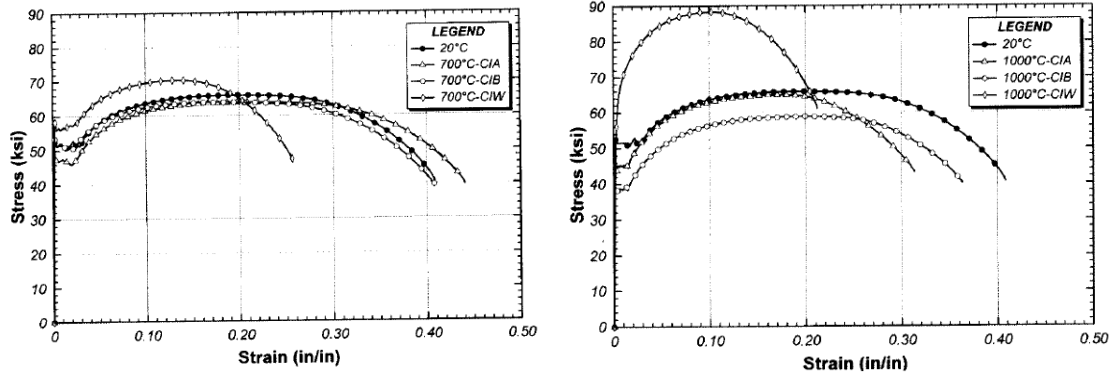 90
80
70
60
50
40
30
20
10
0
Stress (ksi)
0
0.10
0.20
0.30
0.40
0.50
Strain (in/in)
LEGEND
20°C
700°C-CIA
700°C-CIB
700°C-CIW
90
80
70
60
50
40
30
20
10
0
Stress (ksi)
0
0.10
0.20
0.30
0.40
0.50
Strain (in/in)
LEGEND
20°C
1000°C-CIA
1000°C-CIB
1000°C-CIW